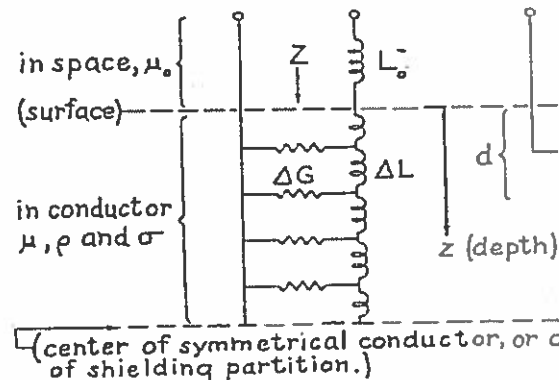 in space, μ₀
Z
L₀
(surface)
d
ΔG
ΔL
in conductor
μ, ρ and σ
z (depth)
(center of symmetrical conductor, or
of shielding partition.)